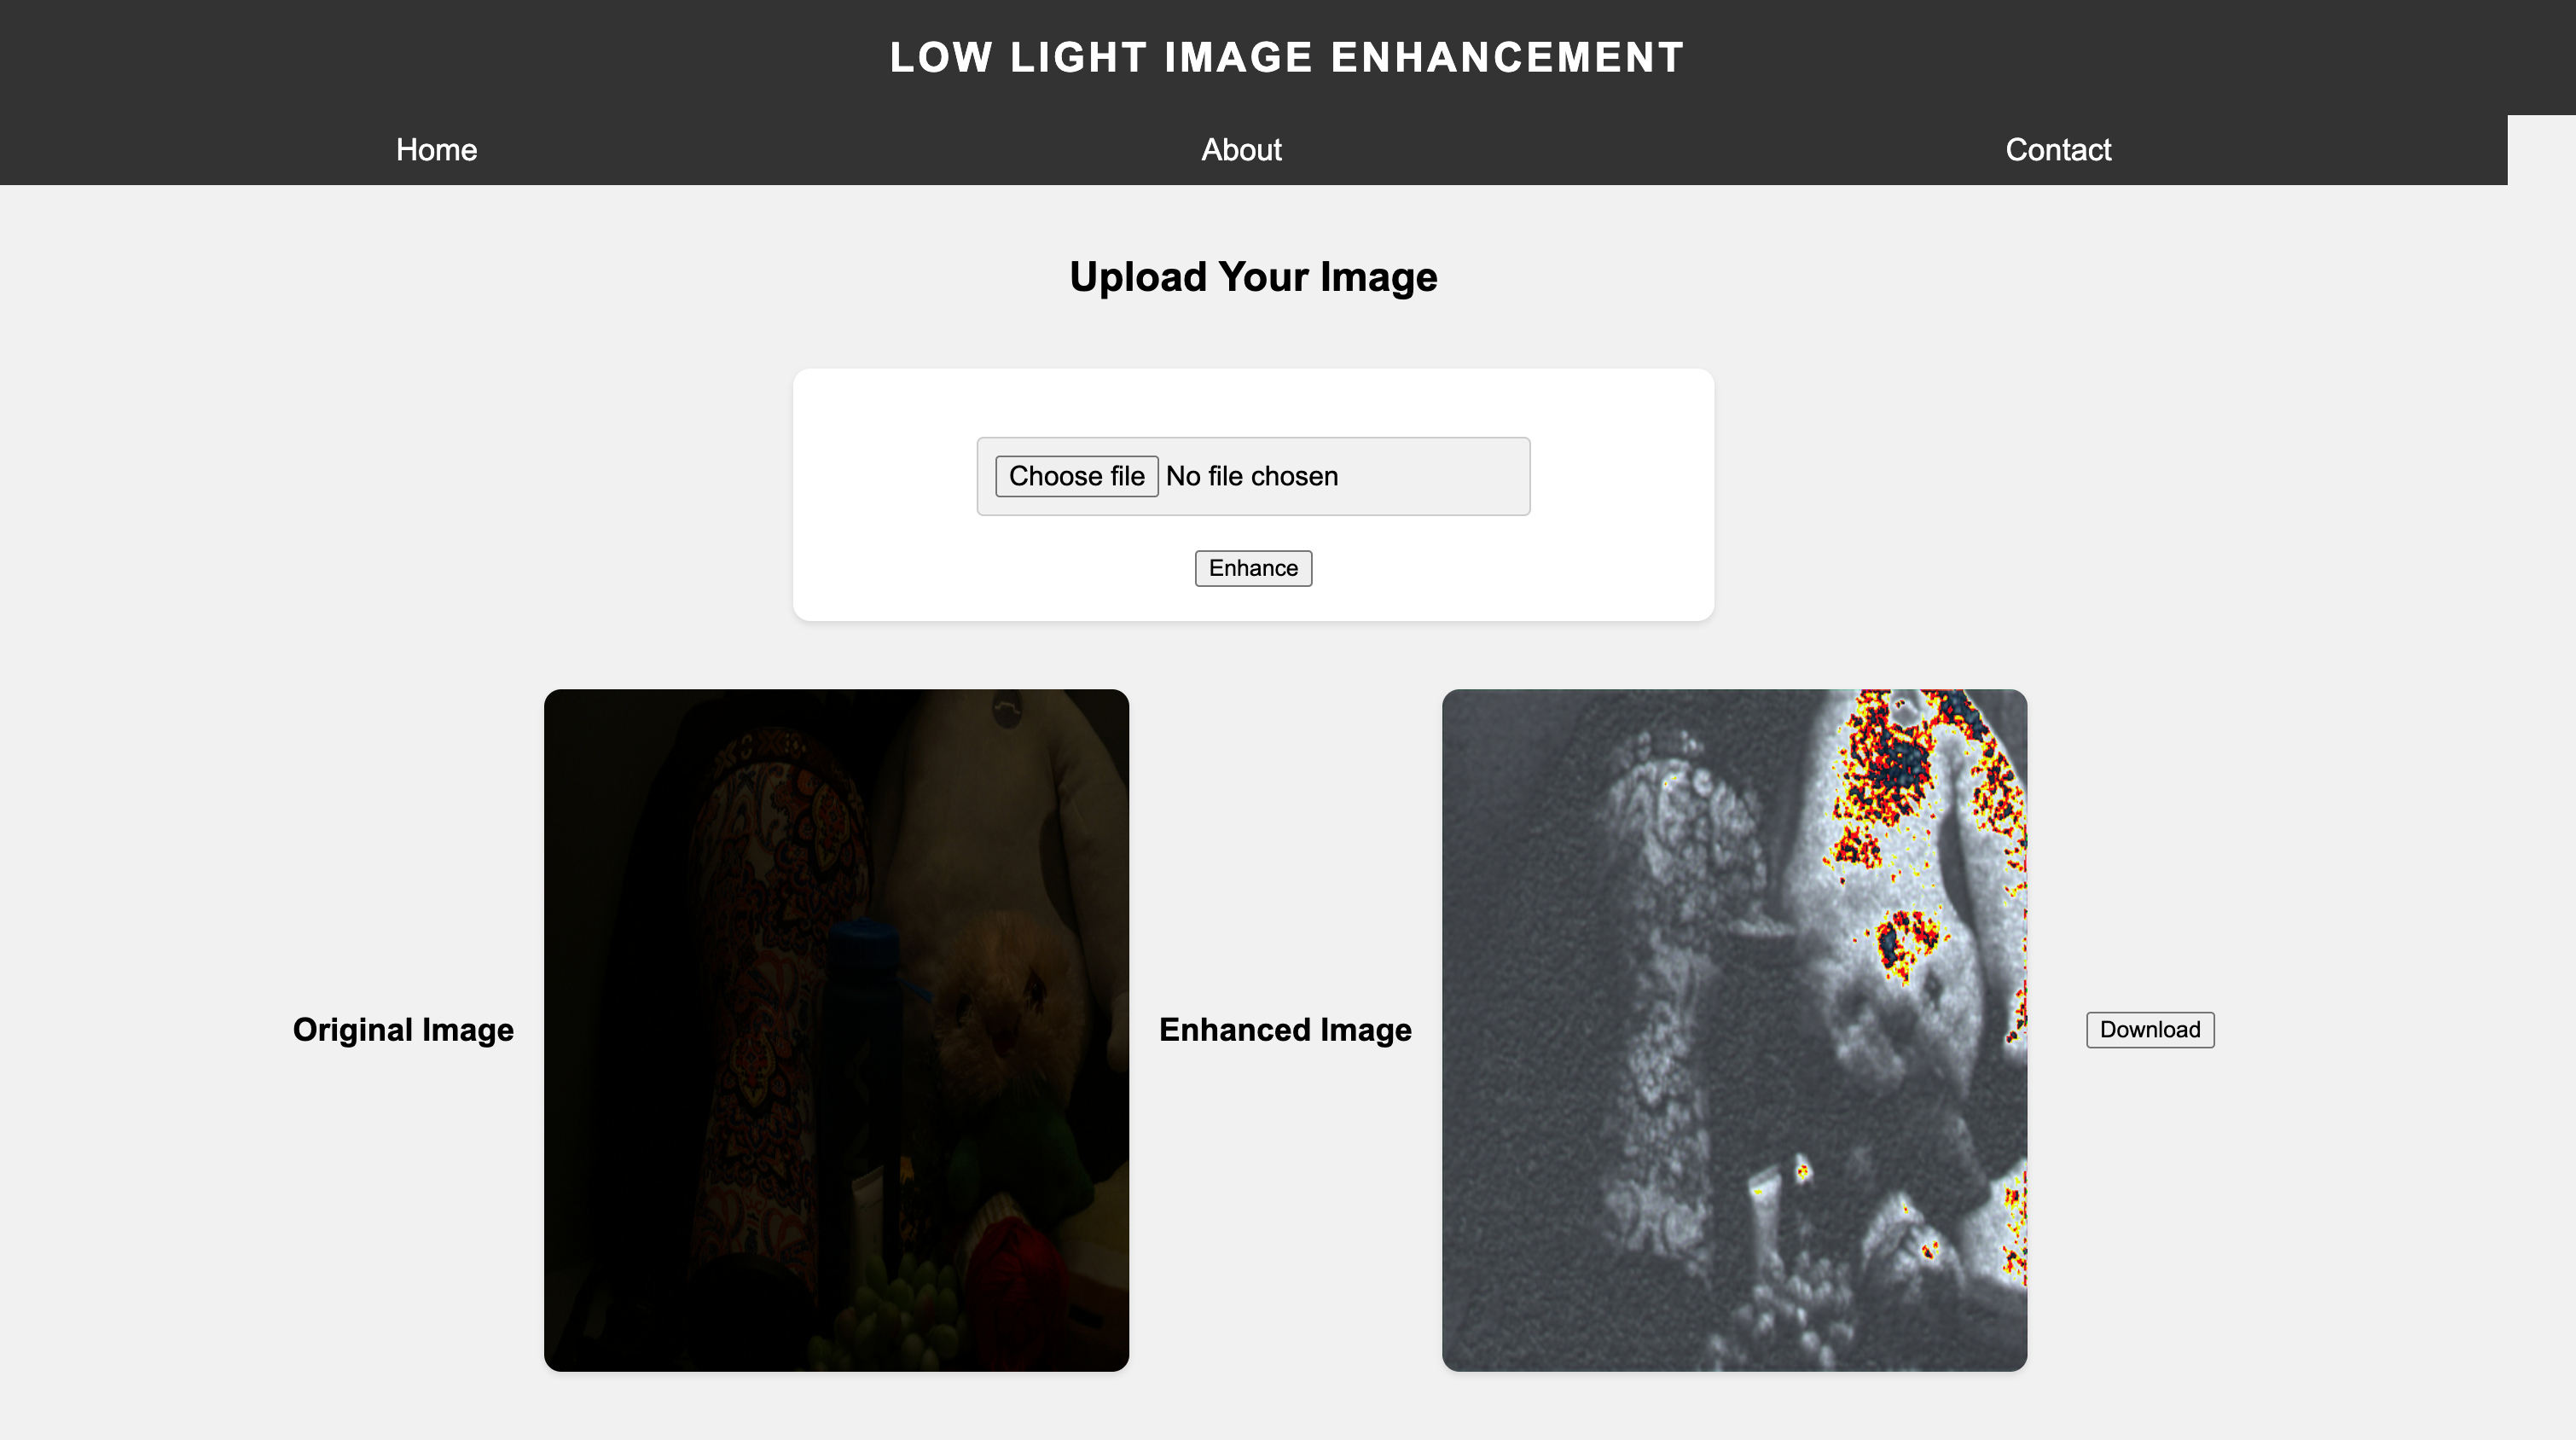 LOW LIGHT IMAGE ENHANCEMENT
Home About Contact
Upload Your Image
Choose file No file chosen
Enhance
Original Image Enhanced Image Download